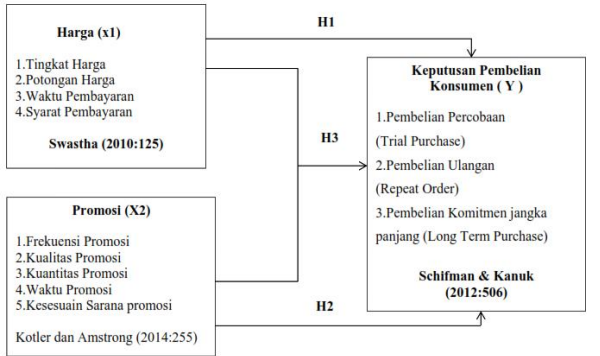 Harga (x1)
1.Tingkat Harga
2.Potongan Harga
3.Waktu Pembayaran
4.Syarat Pembayaran
Swastha (2010:125)
H1
H3
Keputusan Pembelian
Konsumen ( Y )
1.Pembelian Percobaan
(Trial Purchase)
2.Pembelian Ulangan
(Repeat Order)
3.Pembelian Komitmen jangka
panjang (Long Term Purchase)
Schifman & Kanuk
(2012:506)
Promosi (X2)
1.Frekuensi Promosi
2.Kualitas Promosi
3.Kuantitas Promosi
4.Waktu Promosi
5.Kesesuain Sarana promosi
Kotler dan Amstrong (2014:255)
H2